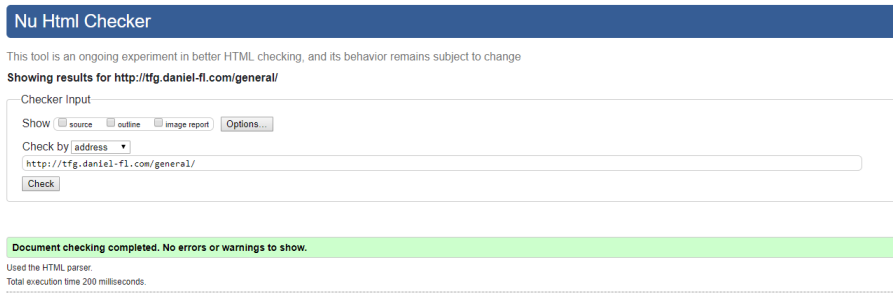 Nu Html Checker
This tool is an ongoing experiment in better HTML checking, and its behavior remains subject to change
Showing results for http://tfg.daniel-fl.com/general/
Checker Input
Show source outline image report Options...
Check by address
http://tfg.daniel-fl.com/general/
Check
Document checking completed. No errors or warnings to show.
Used the HTML parser.
Total execution time 200 milliseconds.